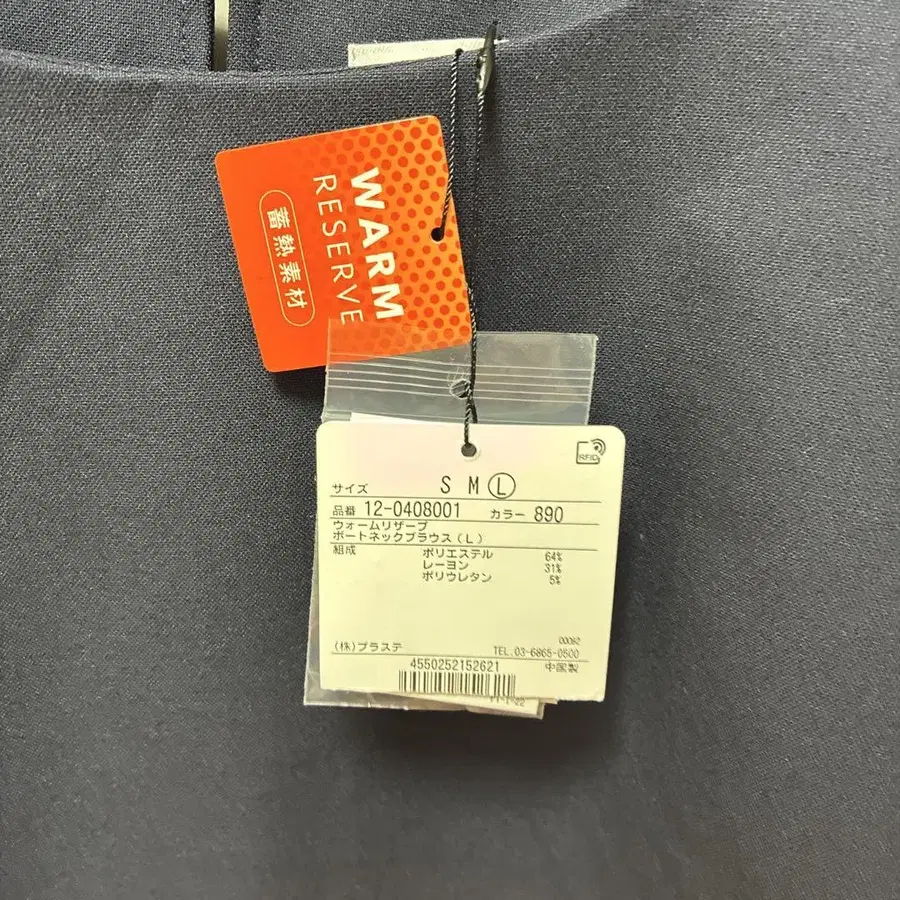 WARM
RESERVE
蓄熱素材
RFID
サイズ S M L
品番 12-0408001 カラー 890
ウォームリザーブ
ボートネックブラウス(L)
組成 ポリエステル 64%
レーヨン 31%
ポリウレタン 5%
00082
(株)プラステ TEL.03-6865-0500
4550252152621 中国製